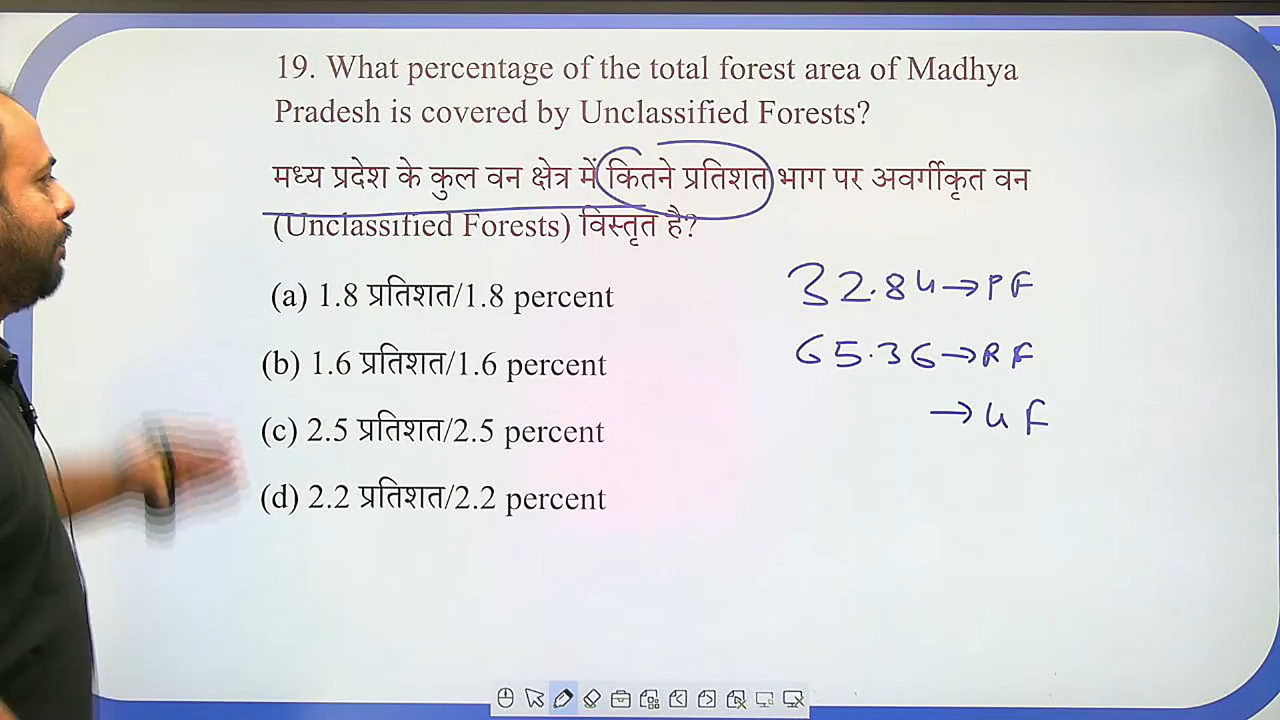 19. What percentage of the total forest area of Madhya
Pradesh is covered by Unclassified Forests?
मध्य प्रदेश के कुल वन क्षेत्र में कितने प्रतिशत भाग पर अवर्गीकृत वन
(Unclassified Forests) विस्तृत है?
(a) 1.8 प्रतिशत/1.8 percent
(b) 1.6 प्रतिशत/1.6 percent
(c) 2.5 प्रतिशत/2.5 percent
(d) 2.2 प्रतिशत/2.2 percent
32.84→PF
65.36→RF
→UF